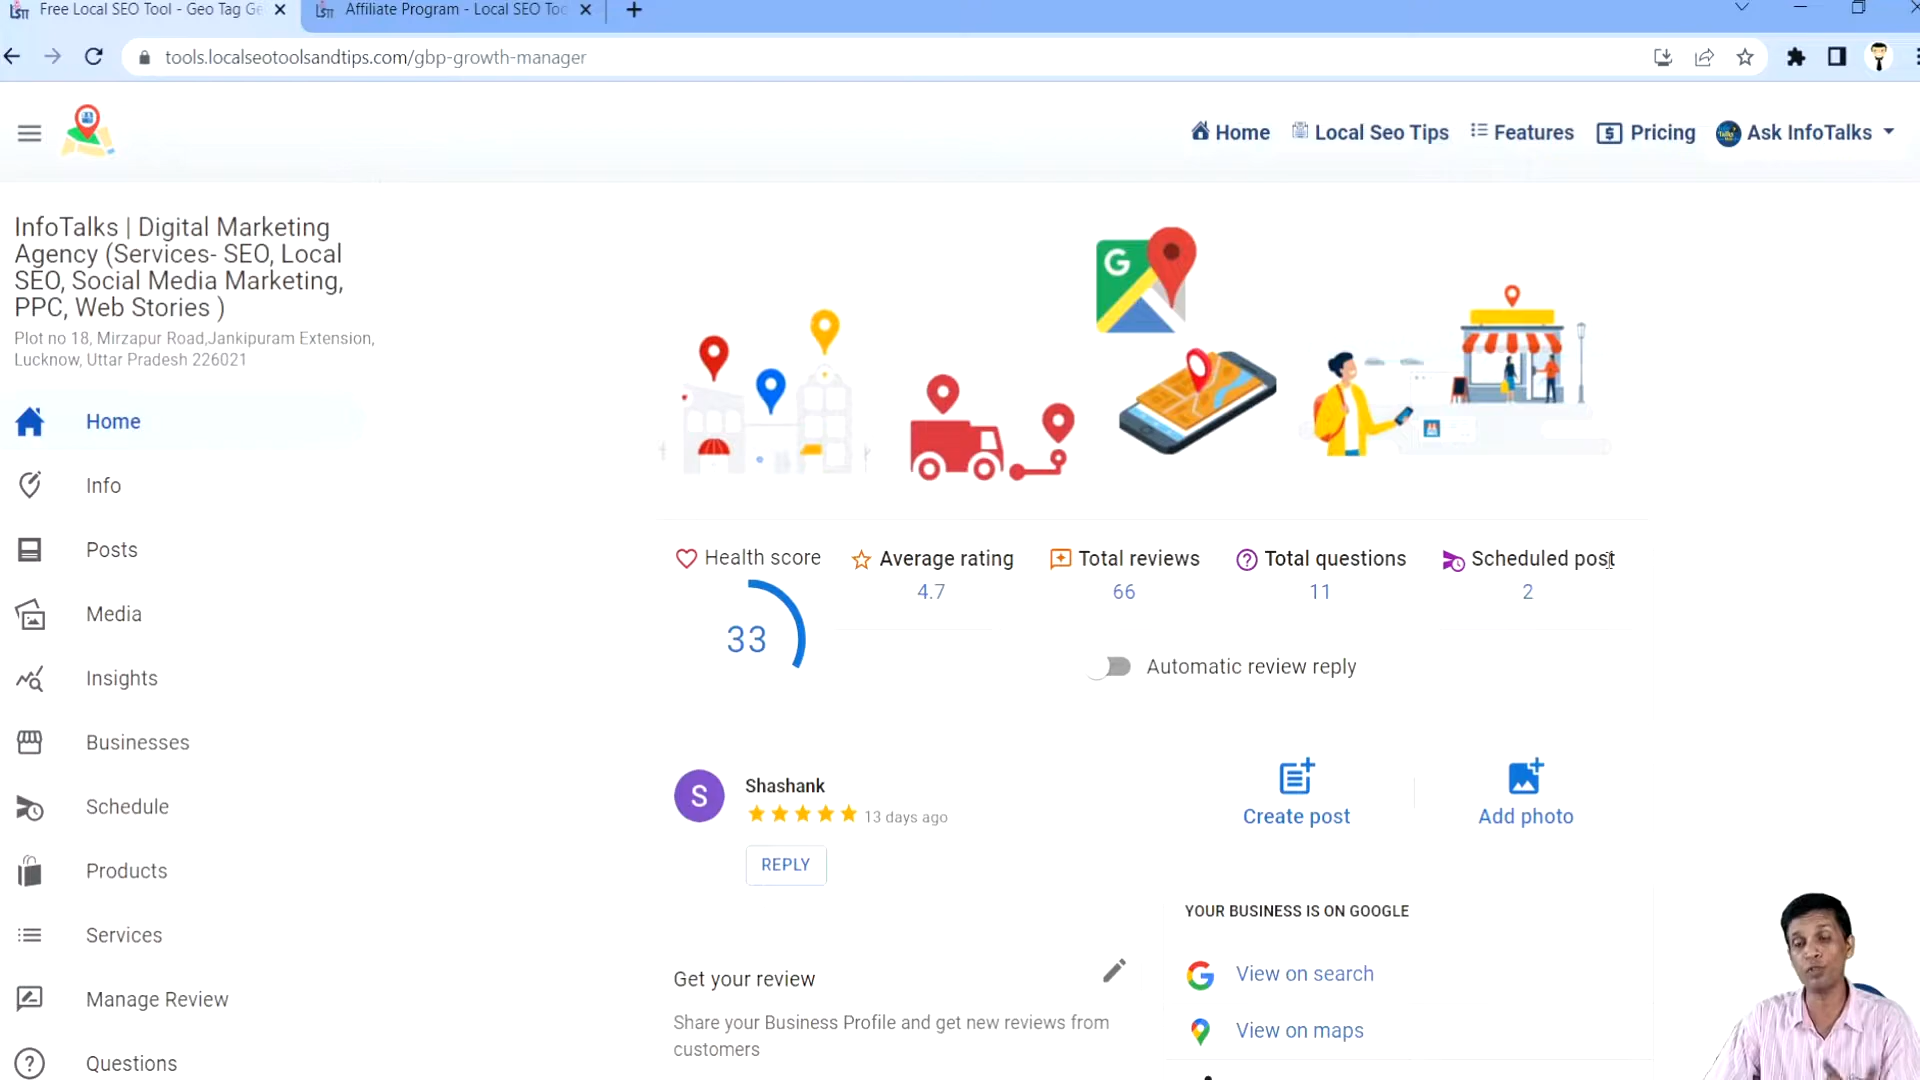 Free Local SEO Tool - Geo Tag Ge
Affiliate Program - Local SEO Too
tools.localseotoolsandtips.com/gbp-growth-manager
Home
Local Seo Tips
Features
Pricing
Ask InfoTalks
InfoTalks | Digital Marketing
Agency (Services- SEO, Local
SEO, Social Media Marketing,
PPC, Web Stories )
Plot no 18, Mirzapur Road,Jankipuram Extension,
Lucknow, Uttar Pradesh 226021
Home
Info
Posts
Media
Insights
Businesses
Schedule
Products
Services
Manage Review
Questions
G
Health score
33
Average rating
4.7
Total reviews
66
Total questions
11
Scheduled post
2
Automatic review reply
S
Shashank
13 days ago
REPLY
Create post
Add photo
Get your review
Share your Business Profile and get new reviews from
customers
YOUR BUSINESS IS ON GOOGLE
View on search
View on maps